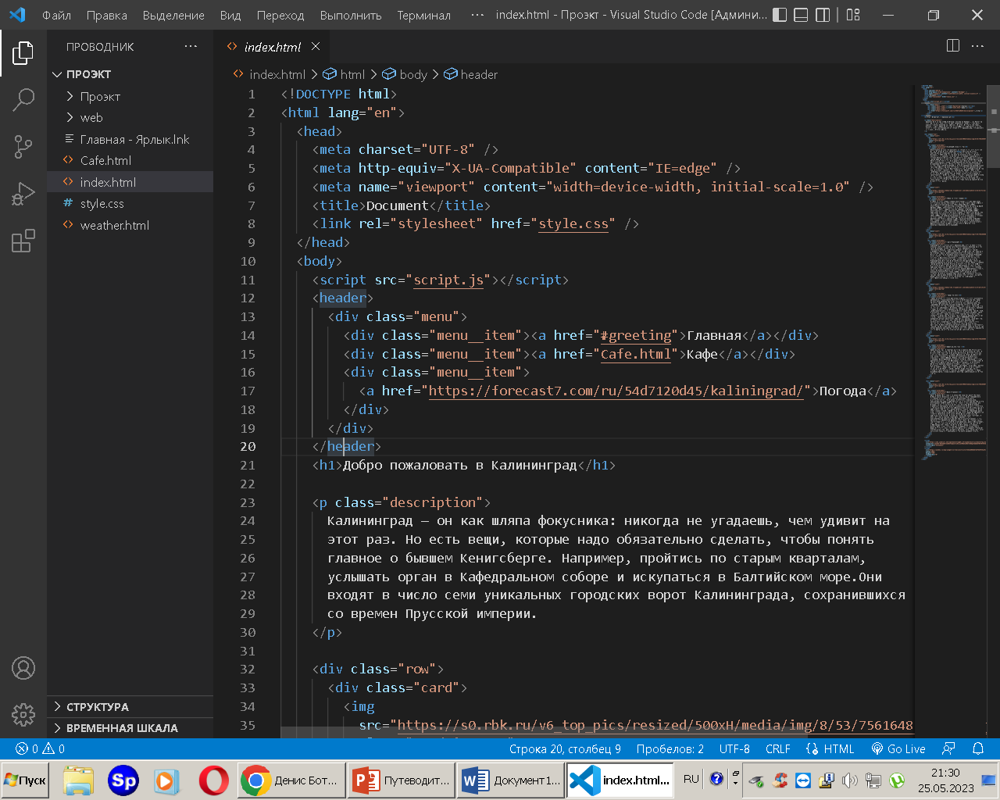 Файл Правка Выделение Вид Переход Выполнить Терминал ··· index.html - Проэкт - Visual Studio Code [Админи...
ПРОВОДНИК ···
ПРОЭКТ
Проэкт
web
Главная - Ярлык.lnk
Cafe.html
index.html
style.css
weather.html
СТРУКТУРА
ВРЕМЕННАЯ ШКАЛА
index.html
index.html > html > body > header
1 <!DOCTYPE html>
2 <html lang="en">
3 <head>
4 <meta charset="UTF-8" />
5 <meta http-equiv="X-UA-Compatible" content="IE=edge" />
6 <meta name="viewport" content="width=device-width, initial-scale=1.0" />
7 <title>Document</title>
8 <link rel="stylesheet" href="style.css" />
9 </head>
10 <body>
11 <script src="script.js"></script>
12 <header>
13 <div class="menu">
14 <div class="menu__item"><a href="#greeting">Главная</a></div>
15 <div class="menu__item"><a href="Cafe.html">Кафе</a></div>
16 <div class="menu__item">
17 <a href="https://forecast7.com/ru/54d7120d45/kaliningrad/">Погода</a>
18 </div>
19 </div>
20 </header>
21 <h1>Добро пожаловать в Калининград</h1>
22
23 <p class="description">
24 Калининград — он как шляпа фокусника: никогда не угадаешь, чем удивит на
25 этот раз. Но есть вещи, которые надо обязательно сделать, чтобы понять
26 главное о бывшем Кенигсберге. Например, пройтись по старым кварталам,
27 услышать орган в Кафедральном соборе и искупаться в Балтийском море.Они
28 входят в число семи уникальных городских ворот Калининграда, сохранившихся
29 со времен Прусской империи.
30 </p>
31
32 <div class="row">
33 <div class="card">
34 <img
35 src="https://s0.rbk.ru/v6_top_pics/resized/500xH/media/img/8/53/7561648
0 0 Строка 20, столбец 9 Пробелов: 2 UTF-8 CRLF HTML Go Live
Пуск Sp Денис Бот... Путеводит... Документ1... index.html... RU 21:30
25.05.2023